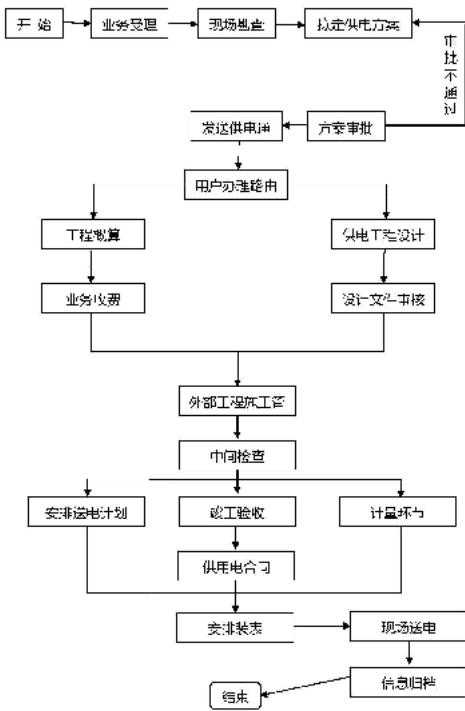 开 始
业务受理
现场勘查
拟定供电方案
审批不通过
发送供电通
方案审批
用户办理路由
工程概算
供电工程设计
业务收费
设计文件审核
外部工程施工管
中间检查
安排送电计划
竣工验收
计量环节
供用电合同
安排装表
现场送电
信息归档
结束